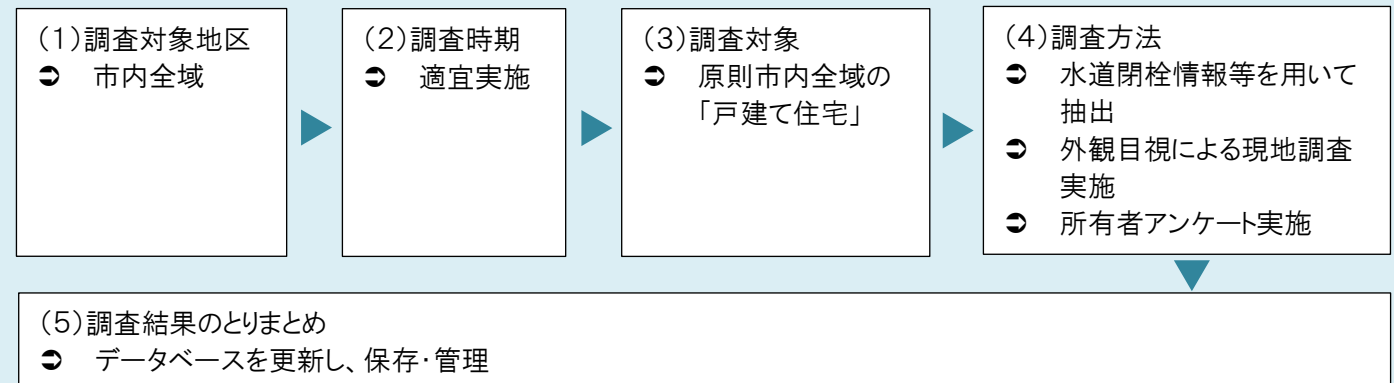 (1)調査対象地区
➲ 市内全域
(2)調査時期
➲ 適宜実施
(3)調査対象
➲ 原則市内全域の
「戸建て住宅」
(4)調査方法
➲ 水道閉栓情報等を用いて
抽出
➲ 外観目視による現地調査
実施
➲ 所有者アンケート実施
(5)調査結果のとりまとめ
➲ データベースを更新し、保存・管理